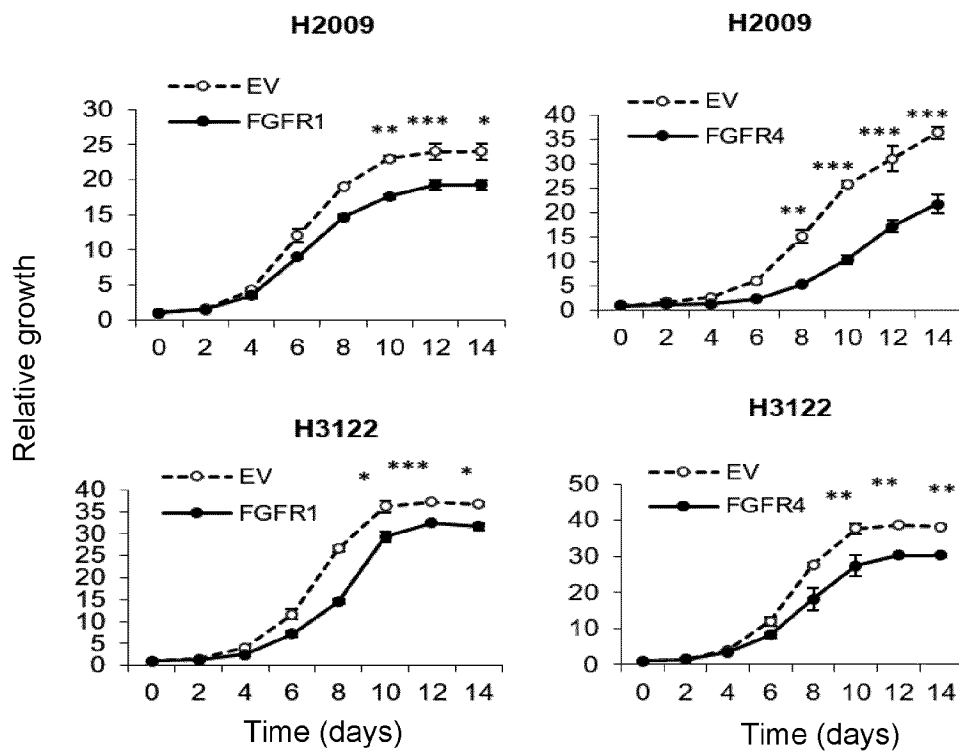 H2009
EV
FGFR1
** *** *
30
25
20
15
10
5
0
0 2 4 6 8 10 12 14
H2009
EV
FGFR4
** *** *** ***
40
35
30
25
20
15
10
5
0
0 2 4 6 8 10 12 14
Relative growth
H3122
EV
FGFR1
* *** *
40
35
30
25
20
15
10
5
0
0 2 4 6 8 10 12 14
Time (days)
H3122
EV
FGFR4
** ** **
50
40
30
20
10
0
0 2 4 6 8 10 12 14
Time (days)